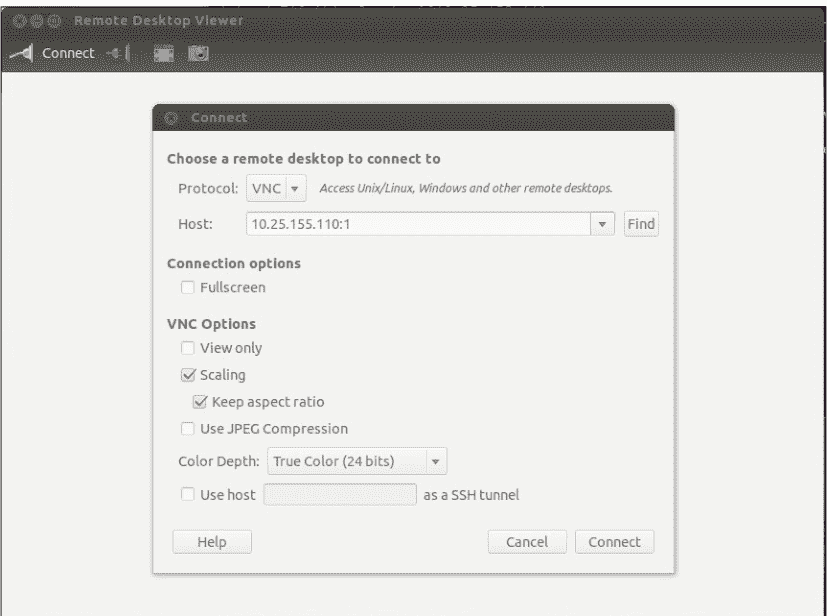 Remote Desktop Viewer
Connect
Connect
Choose a remote desktop to connect to
Protocol: VNC Access Unix/Linux, Windows and other remote desktops.
Host: 10.25.155.110:1 Find
Connection options
Fullscreen
VNC Options
View only
Scaling
Keep aspect ratio
Use JPEG Compression
Color Depth: True Color (24 bits)
Use host as a SSH tunnel
Help Cancel Connect